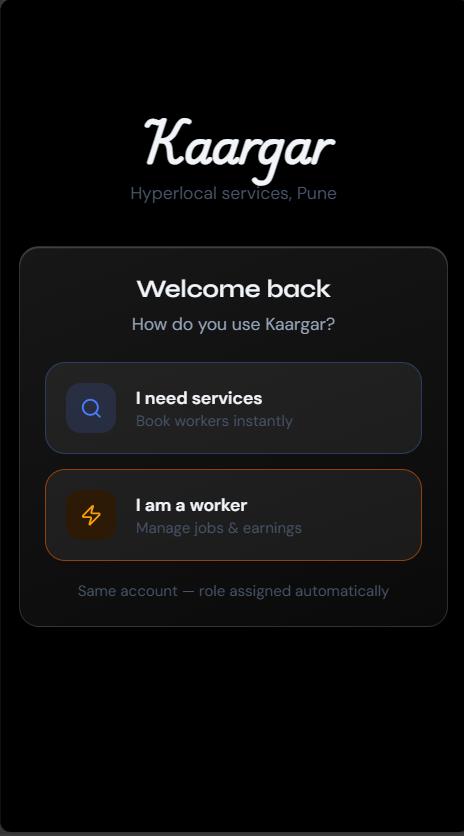 Kaargar
Hyperlocal services, Pune
Welcome back
How do you use Kaargar?
I need services
Book workers instantly
I am a worker
Manage jobs & earnings
Same account — role assigned automatically